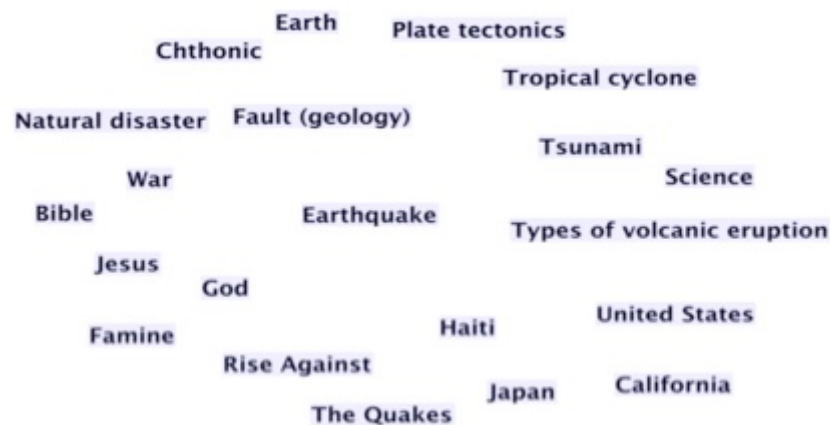 Earth
Plate tectonics
Chthonic
Tropical cyclone
Natural disaster
Fault (geology)
Tsunami
War
Science
Bible
Earthquake
Types of volcanic eruption
Jesus
God
United States
Famine
Haiti
Rise Against
Japan
California
The Quakes